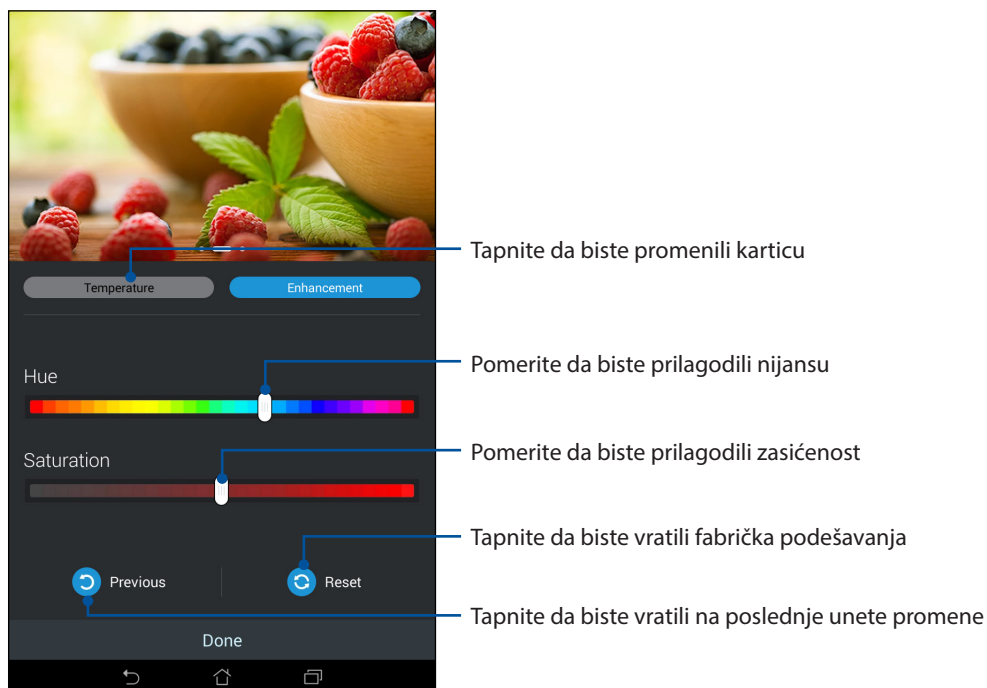 Tapnite da biste promenili karticu
Temperature
Enhancement
Hue
Pomerite da biste prilagodili nijansu
Saturation
Pomerite da biste prilagodili zasićenost
Tapnite da biste vratili fabrička podešavanja
Previous
Reset
Tapnite da biste vratili na poslednje unete promene
Done